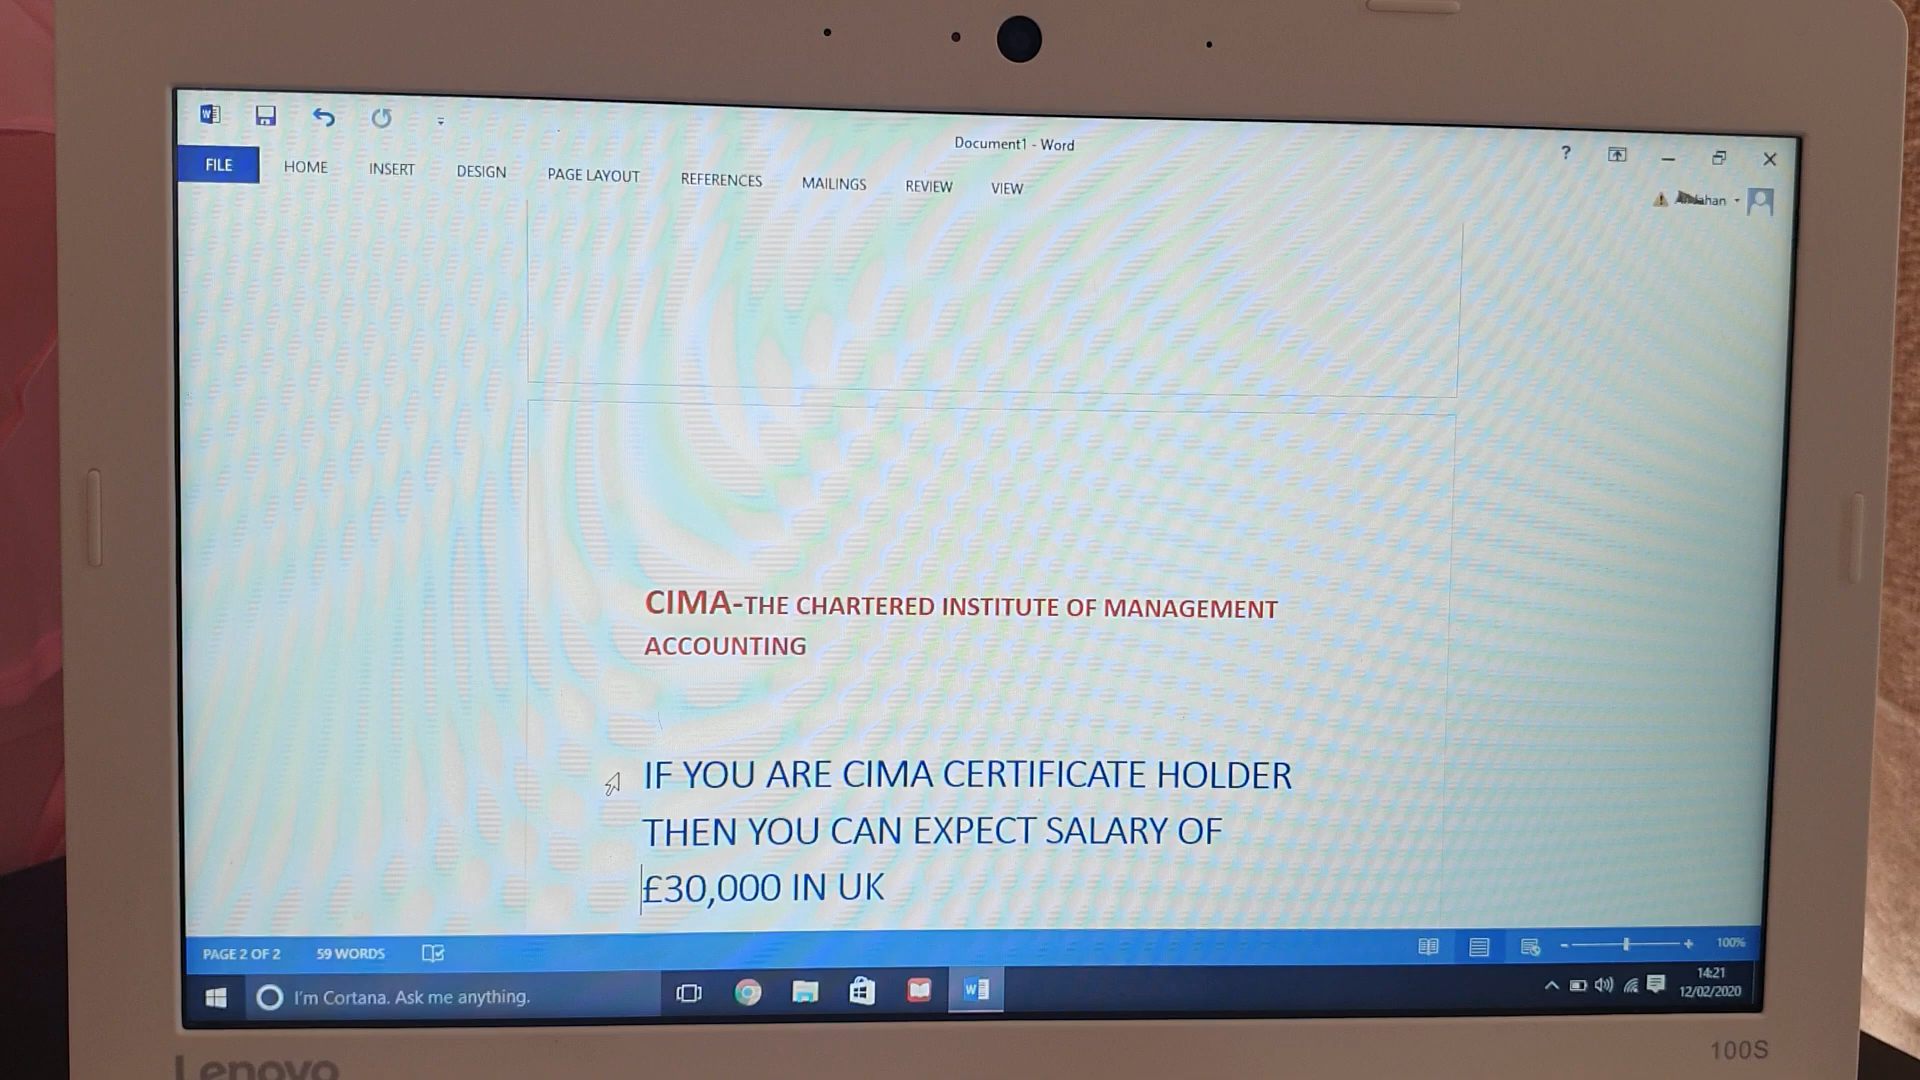 Document1 - Word
FILE HOME INSERT DESIGN PAGE LAYOUT REFERENCES MAILINGS REVIEW VIEW
CIMA-THE CHARTERED INSTITUTE OF MANAGEMENT
ACCOUNTING
IF YOU ARE CIMA CERTIFICATE HOLDER
THEN YOU CAN EXPECT SALARY OF
£30,000 IN UK
PAGE 2 OF 2 59 WORDS 100%
I'm Cortana. Ask me anything.
14:21
12/02/2020
Lenovo 100S